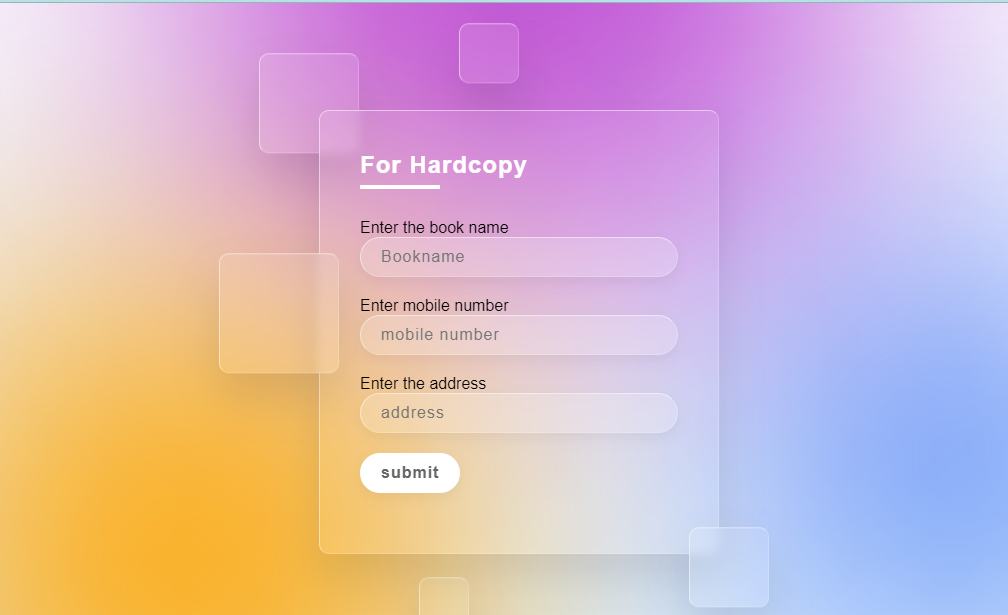 For Hardcopy
Enter the book name
Bookname
Enter mobile number
mobile number
Enter the address
address
submit